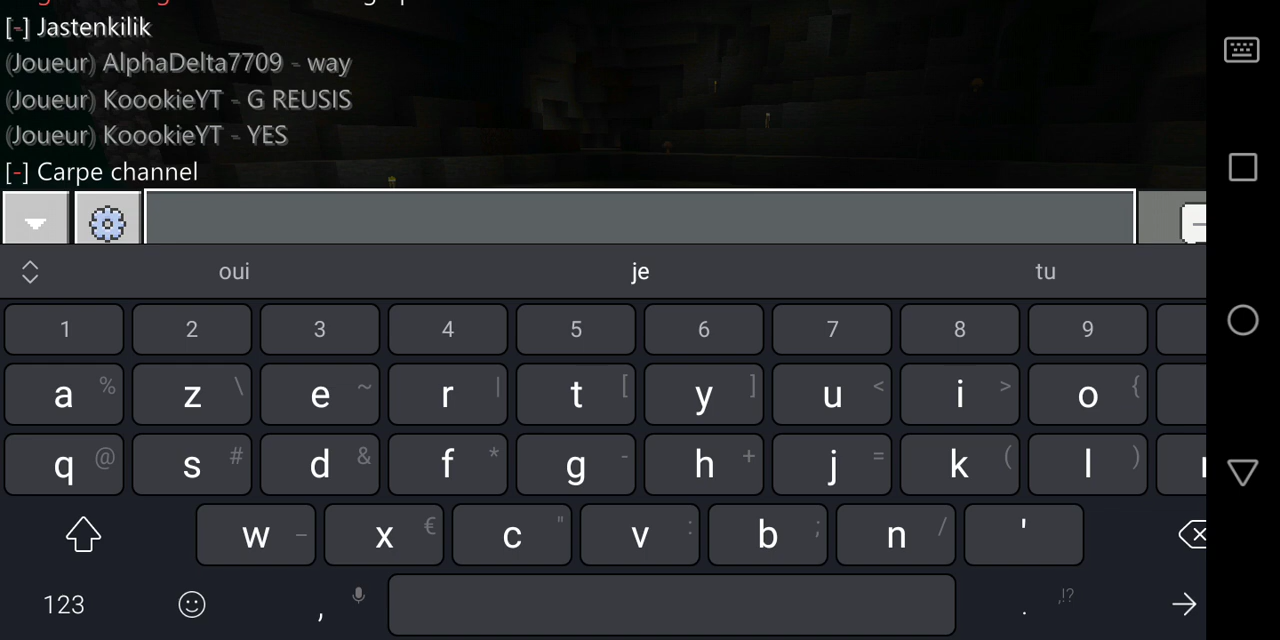 [-] Jastenkilik
(Joueur) AlphaDelta7709 - way
(Joueur) KoookieYT - G REUSIS
(Joueur) KoookieYT - YES
[-] Carpe channel
oui je tu
1 2 3 4 5 6 7 8 9
a % z \ e ~ r | t [ y ] u < i > o {
q @ s # d & f * g - h + j = k ( l )
w _ x € c " v : b ; n / '
123 , . ,!?